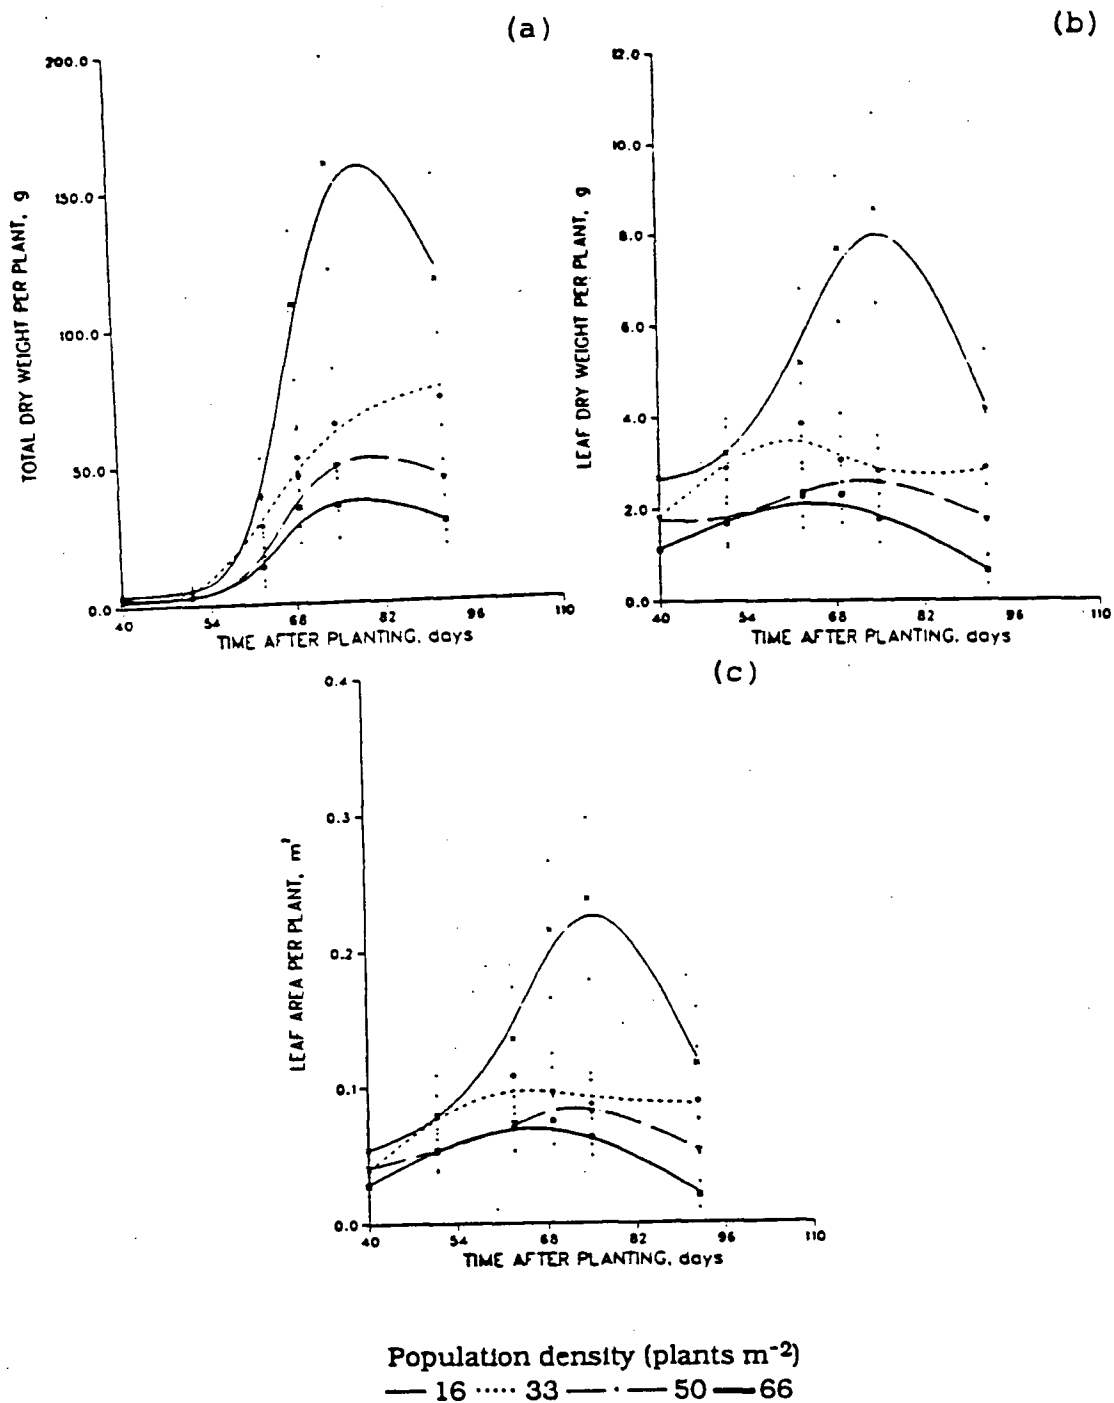 (a)
200.0
150.0
100.0
50.0
0.0
TOTAL DRY WEIGHT PER PLANT, g
40 54 68 82 96 110
TIME AFTER PLANTING, days
(b)
12.0
10.0
8.0
6.0
4.0
2.0
0.0
LEAF DRY WEIGHT PER PLANT, g
40 54 68 82 96 110
TIME AFTER PLANTING, days
(c)
0.4
0.3
0.2
0.1
0.0
LEAF AREA PER PLANT, m²
40 54 68 82 96 110
TIME AFTER PLANTING, days
Population density (plants m⁻²)
16 33 50 66